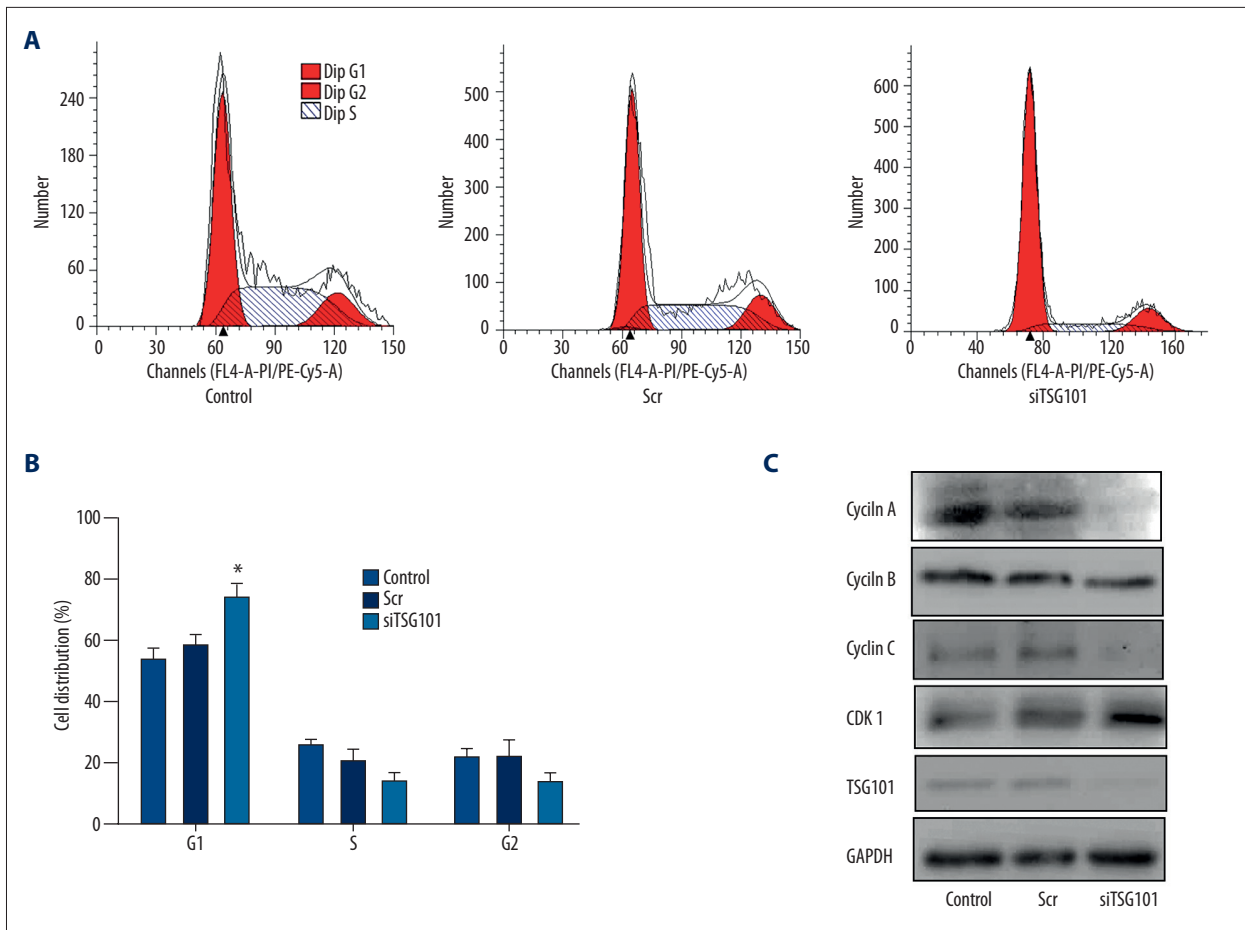 A
Dip G1
Dip G2
Dip S
Number
240
180
120
60
0
0 30 60 90 120 150
Channels (FL4-A-PI/PE-Cy5-A)
Control
Number
500
400
300
200
100
0
0 30 60 90 120 150
Channels (FL4-A-PI/PE-Cy5-A)
Scr
Number
600
500
400
300
200
100
0
0 40 80 120 160
Channels (FL4-A-PI/PE-Cy5-A)
siTSG101
B
Cell distribution (%)
100
80
60
40
20
0
*
Control
Scr
siTSG101
G1 S G2
C
Cyciln A
Cyciln B
Cyclin C
CDK 1
TSG101
GAPDH
Control Scr siTSG101